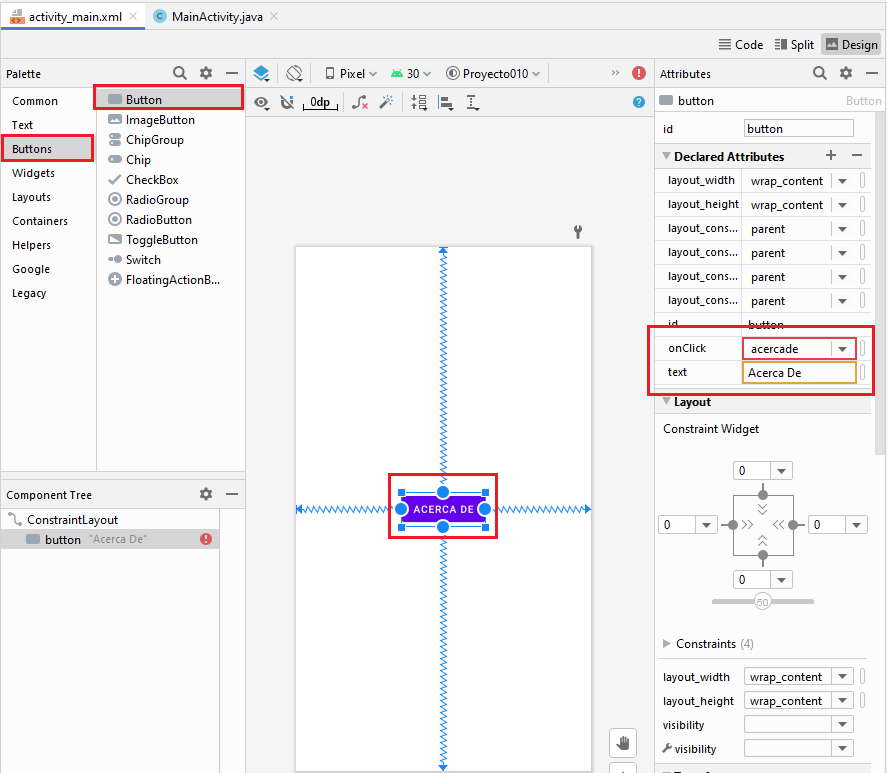 activity_main.xml
MainActivity.java
Code
Split
Design
Palette
Common
Text
Buttons
Widgets
Layouts
Containers
Helpers
Google
Legacy
Button
ImageButton
ChipGroup
Chip
CheckBox
RadioGroup
RadioButton
ToggleButton
Switch
FloatingActionB...
Component Tree
ConstraintLayout
button "Acerca De"
Pixel
30
Proyecto010
0dp
ACERCA DE
Attributes
button Button
id button
Declared Attributes
layout_width wrap_content
layout_height wrap_content
layout_cons... parent
layout_cons... parent
layout_cons... parent
layout_cons... parent
id button
onClick acercade
text Acerca De
Layout
Constraint Widget
0
0
0
0
50
Constraints (4)
layout_width wrap_content
layout_height wrap_content
visibility
visibility